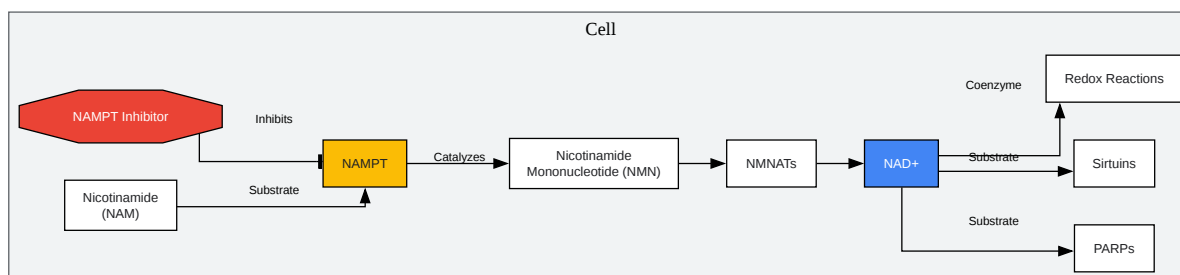 Cell
NAMPT Inhibitor
Inhibits
NAMPT
Nicotinamide
(NAM)
Substrate
Catalyzes
Nicotinamide
Mononucleotide (NMN)
NMNATs
NAD+
Coenzyme
Redox Reactions
Substrate
Sirtuins
Substrate
PARPs